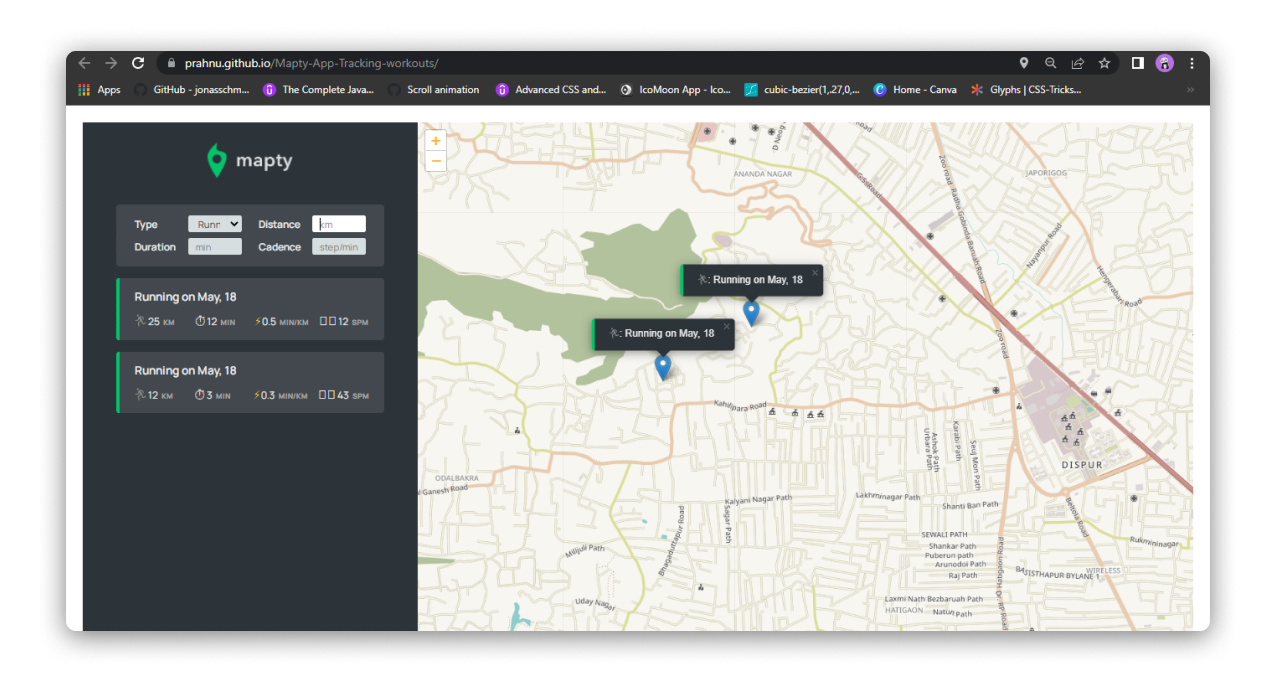 prahnu.github.io/Mapty-App-Tracking-workouts/
Apps
GitHub - jonasschm...
The Complete Java...
Scroll animation
Advanced CSS and...
IcoMoon App - Ico...
cubic-bezier(1,.27,0,...
Home - Canva
Glyphs | CSS-Tricks...
»
mapty
Type Runn Distance km
Duration min Cadence step/min
Running on May, 18
25 KM 12 MIN 0.5 MIN/KM 12 SPM
Running on May, 18
12 KM 3 MIN 0.3 MIN/KM 43 SPM
+
−
D Neog
ANANDA NAGAR
G.S. Road
Zoo road
Radha Gobinda Baruah Road
JAPORIGOG
Nayanpur Road
Hengerabari Road
: Running on May, 18
×
: Running on May, 18
×
Zoo road
Kahilipara Road
Ashok Path
Urbara Path
Karabi Path
Seuj Mon Path
DISPUR
ODALBAKRA
Ganesh Road
Kalyani Nagar Path
Sagar Path
Lakhminagar Path
Shanti Ban Path
Beltola Road
Bhagaduttapur Road
Milijuli Path
SEWALI PATH
Shankar Path
Puberun path
Arunodoi Path
Raj Path
Rukmininagar
BASISTHAPUR BYLANE 1
WIRELESS
Uday Nagar
Laxmi Nath Bezbaruah Path
HATIGAON
Natun Path